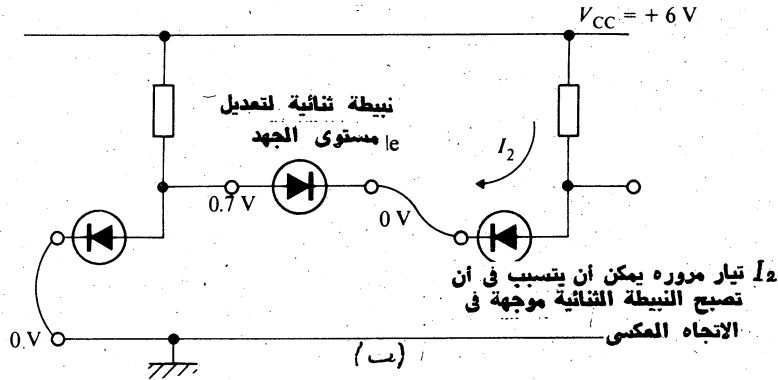 V_CC = + 6 V
نبيطة ثنائية لتعديل
مستوى الجهد
le
I₂
0.7 V
0 V
I₂ تيار مروره يمكن أن يتسبب فى أن
تصبح النبيطة الثنائية موجهة فى
الاتجاه العكسى
0 V
(ب)